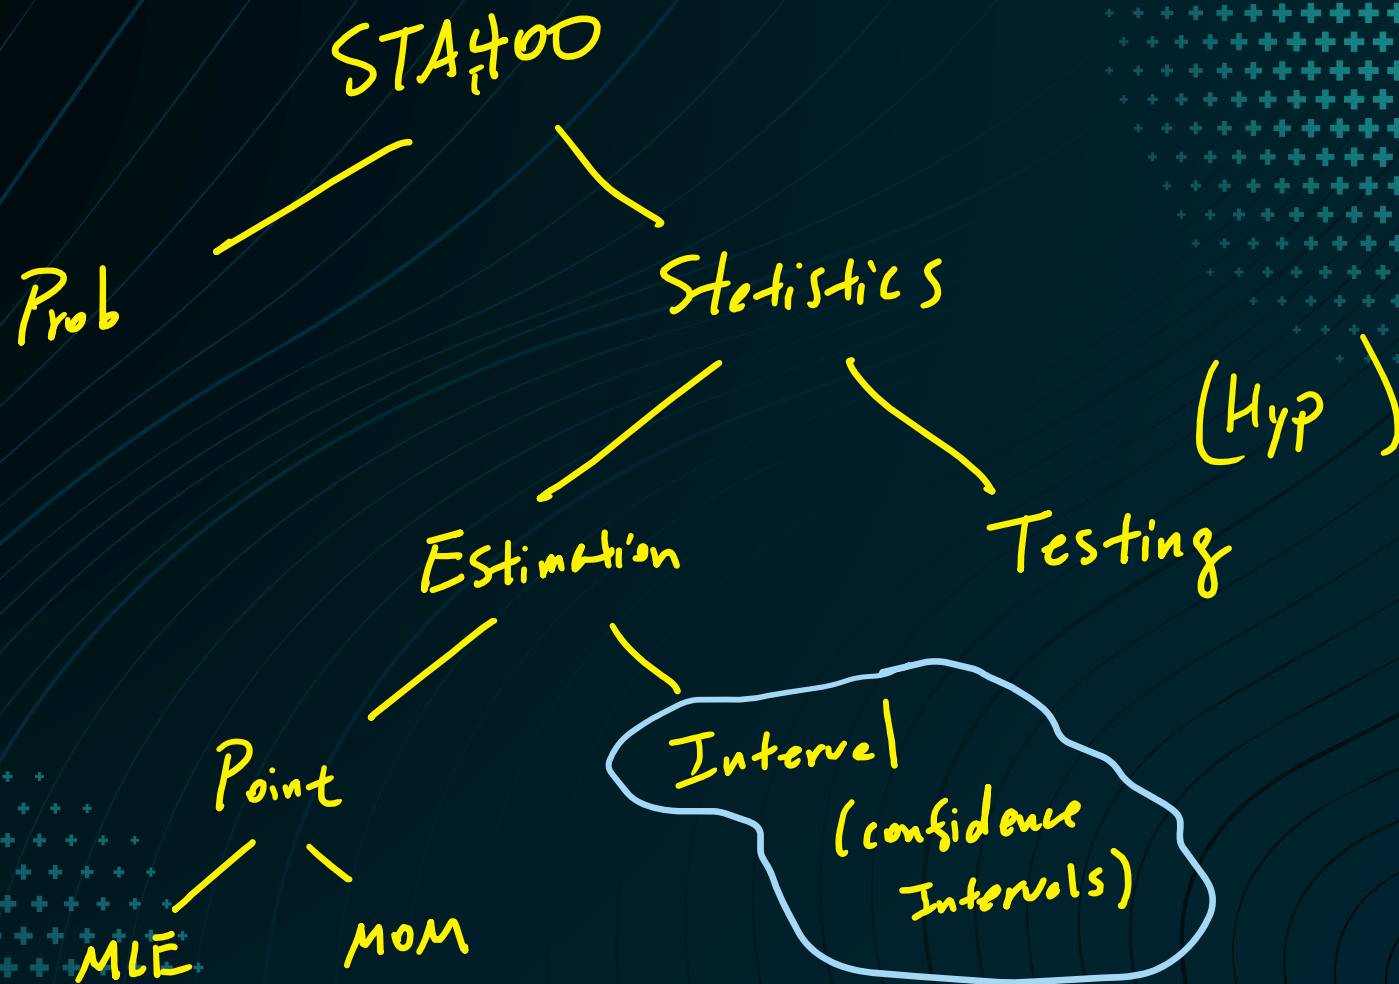 STA400
Prob
Statistics
(Hyp )
Estimation
Testing
Point
Interval
(confidence
Intervals)
MLE
MOM